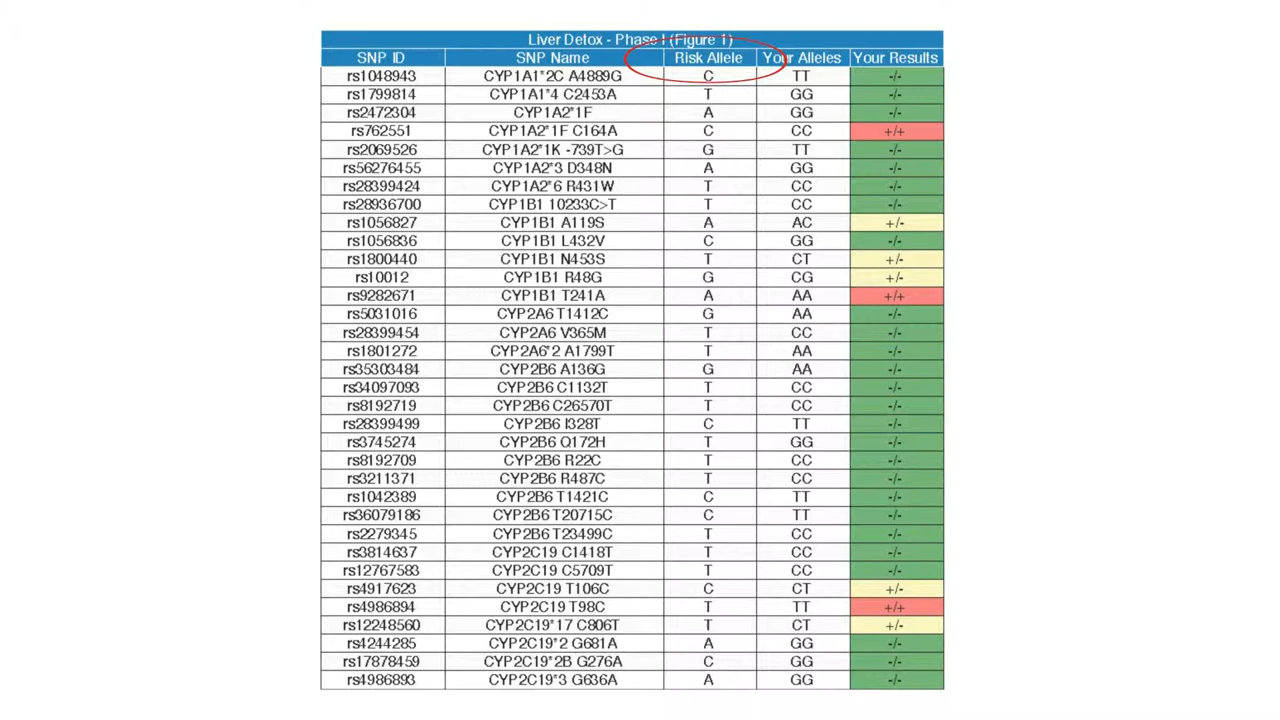 Liver Detox - Phase I (Figure 1)
SNP ID SNP Name Risk Allele Your Alleles Your Results
rs1048943 CYP1A1*2C A4889G C TT -/-
rs1799814 CYP1A1*4 C2453A T GG -/-
rs2472304 CYP1A2*1F A GG -/-
rs762551 CYP1A2*1F C164A C CC +/+
rs2069526 CYP1A2*1K -739T>G G TT -/-
rs56276455 CYP1A2*3 D348N A GG -/-
rs28399424 CYP1A2*6 R431W T CC -/-
rs28936700 CYP1B1 10233C>T T CC -/-
rs1056827 CYP1B1 A119S A AC +/-
rs1056836 CYP1B1 L432V C GG -/-
rs1800440 CYP1B1 N453S T CT +/-
rs10012 CYP1B1 R48G G CG +/-
rs9282671 CYP1B1 T241A A AA +/+
rs5031016 CYP2A6 T1412C G AA -/-
rs28399454 CYP2A6 V365M T CC -/-
rs1801272 CYP2A6*2 A1799T T AA -/-
rs35303484 CYP2B6 A136G G AA -/-
rs34097093 CYP2B6 C1132T T CC -/-
rs8192719 CYP2B6 C26570T T CC -/-
rs28399499 CYP2B6 I328T C TT -/-
rs3745274 CYP2B6 Q172H T GG -/-
rs8192709 CYP2B6 R22C T CC -/-
rs3211371 CYP2B6 R487C T CC -/-
rs1042389 CYP2B6 T1421C C TT -/-
rs36079186 CYP2B6 T20715C C TT -/-
rs2279345 CYP2B6 T23499C T CC -/-
rs3814637 CYP2C19 C1418T T CC -/-
rs12767583 CYP2C19 C5709T T CC -/-
rs4917623 CYP2C19 T106C C CT +/-
rs4986894 CYP2C19 T98C T TT +/+
rs12248560 CYP2C19*17 C806T T CT +/-
rs4244285 CYP2C19*2 G681A A GG -/-
rs17878459 CYP2C19*2B G276A C GG -/-
rs4986893 CYP2C19*3 G636A A GG -/-